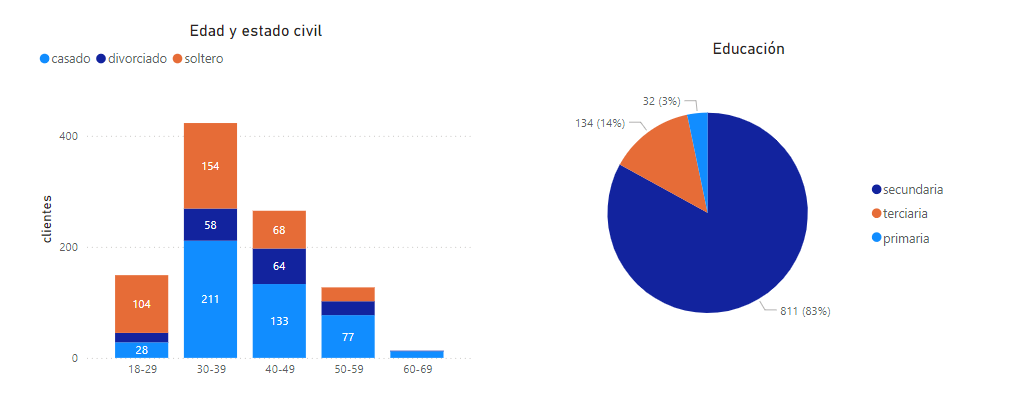 Edad y estado civil
casado divorciado soltero
clientes
400
200
0
154
58
211
68
64
133
104
28
77
18-29 30-39 40-49 50-59 60-69
Educación
32 (3%)
134 (14%)
811 (83%)
secundaria
terciaria
primaria